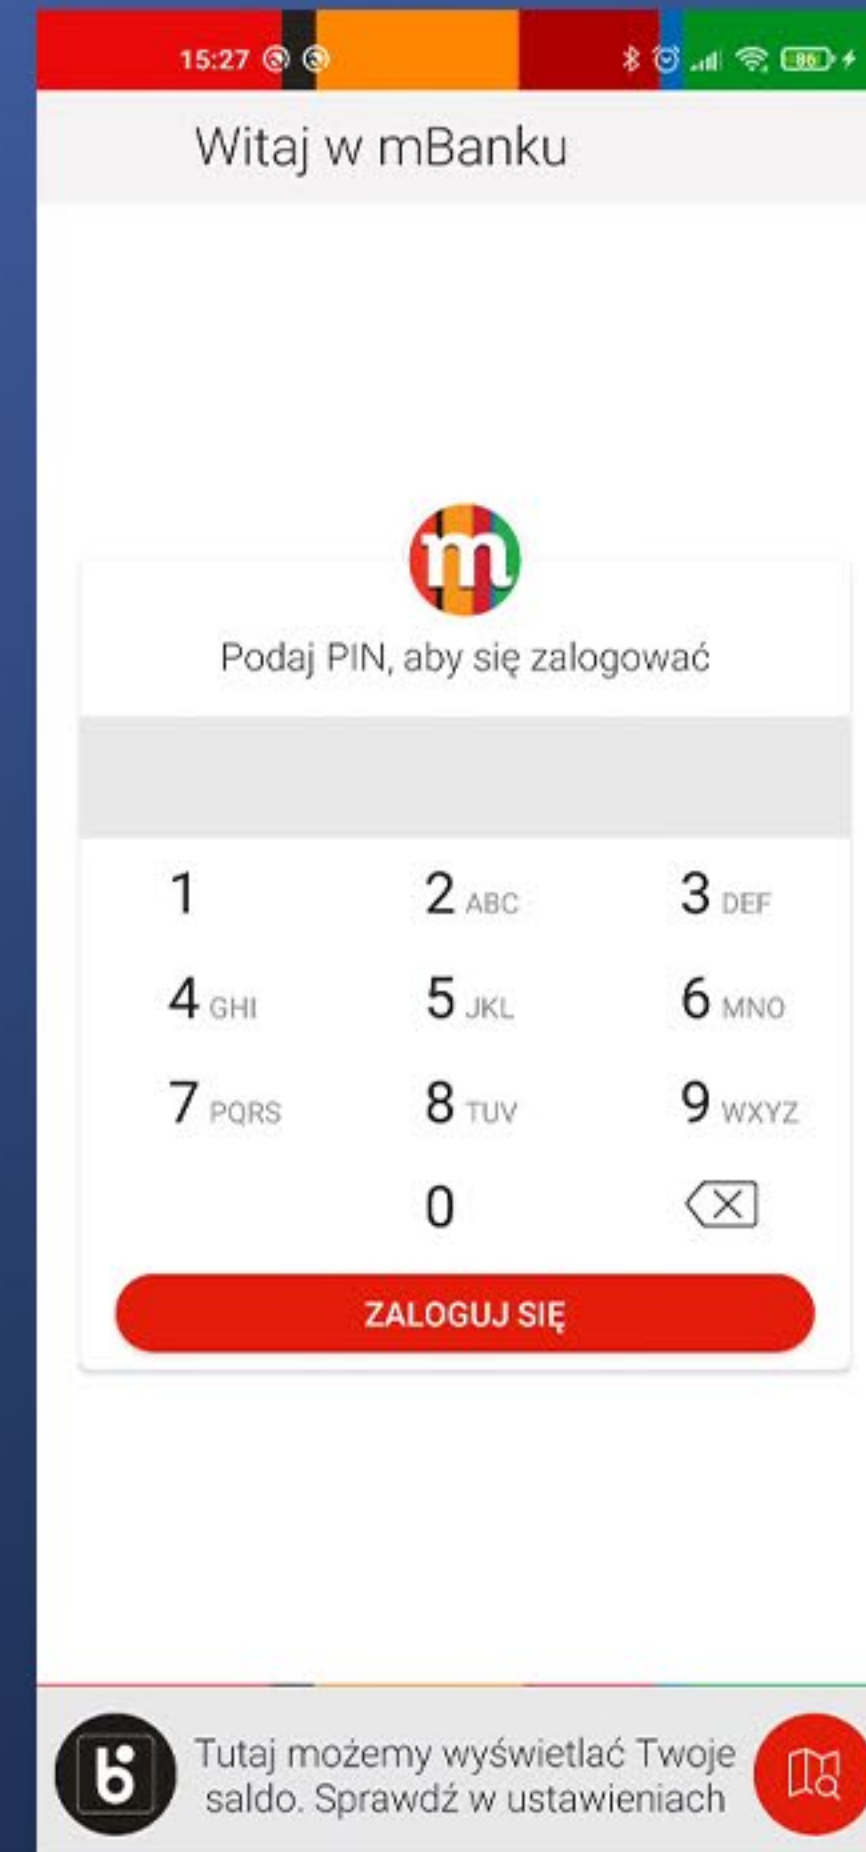 15:27 86
Witaj w mBanku
m
Podaj PIN, aby się zalogować
1 2 ABC 3 DEF
4 GHI 5 JKL 6 MNO
7 PQRS 8 TUV 9 WXYZ
0
ZALOGUJ SIĘ
Tutaj możemy wyświetlać Twoje
saldo. Sprawdź w ustawieniach